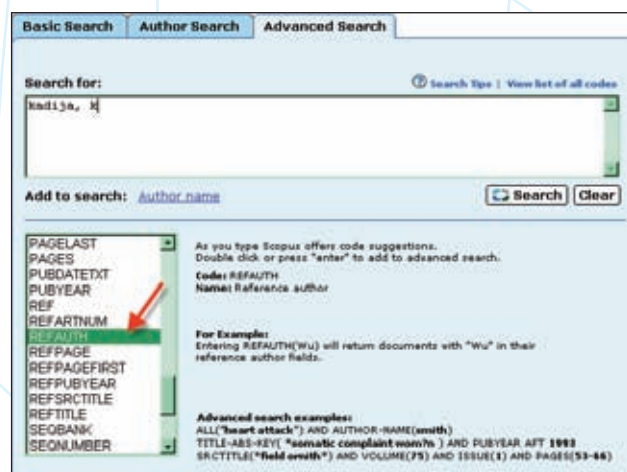 Basic Search Author Search Advanced Search
Search for:
Search Tips | View list of all codes
kadija, k
Add to search: Author name
Search Clear
PAGELAST
PAGES
PUBDATETXT
PUBYEAR
REF
REFARTNUM
REFAUTH
REFPAGE
REFPAGEFIRST
REFPUBYEAR
REFSRCTITLE
REFTITLE
SEQBANK
SEQNUMBER
As you type Scopus offers code suggestions.
Double click or press "enter" to add to advanced search.
Code: REFAUTH
Name: Reference author
For Example:
Entering REFAUTH(Wu) will return documents with "Wu" in their
reference author fields.
Advanced search examples:
ALL("heart attack") AND AUTHOR-NAME(smith)
TITLE-ABS-KEY( *somatic complaint wom?n ) AND PUBYEAR AFT 1993
SRCTITLE(*field ornith*) AND VOLUME(75) AND ISSUE(1) AND PAGES(53-66)